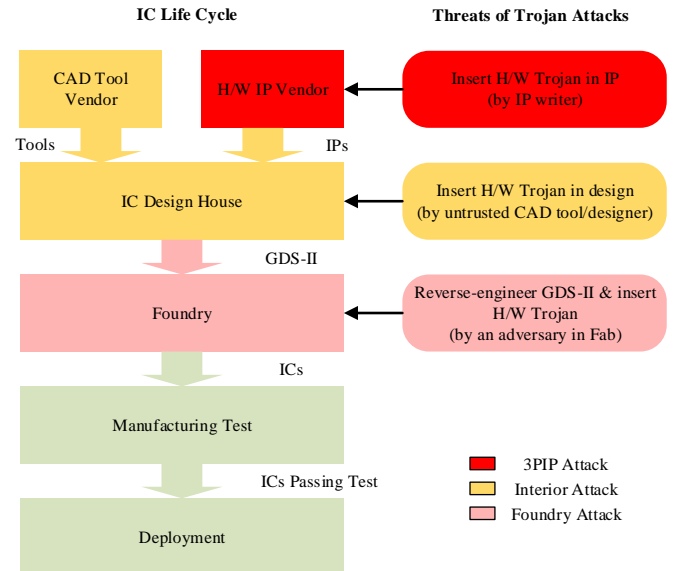 IC Life Cycle
Threats of Trojan Attacks
CAD Tool
Vendor
H/W IP Vendor
Insert H/W Trojan in IP
(by IP writer)
Tools
IPs
IC Design House
Insert H/W Trojan in design
(by untrusted CAD tool/designer)
GDS-II
Foundry
Reverse-engineer GDS-II & insert
H/W Trojan
(by an adversary in Fab)
ICs
Manufacturing Test
ICs Passing Test
Deployment
3PIP Attack
Interior Attack
Foundry Attack